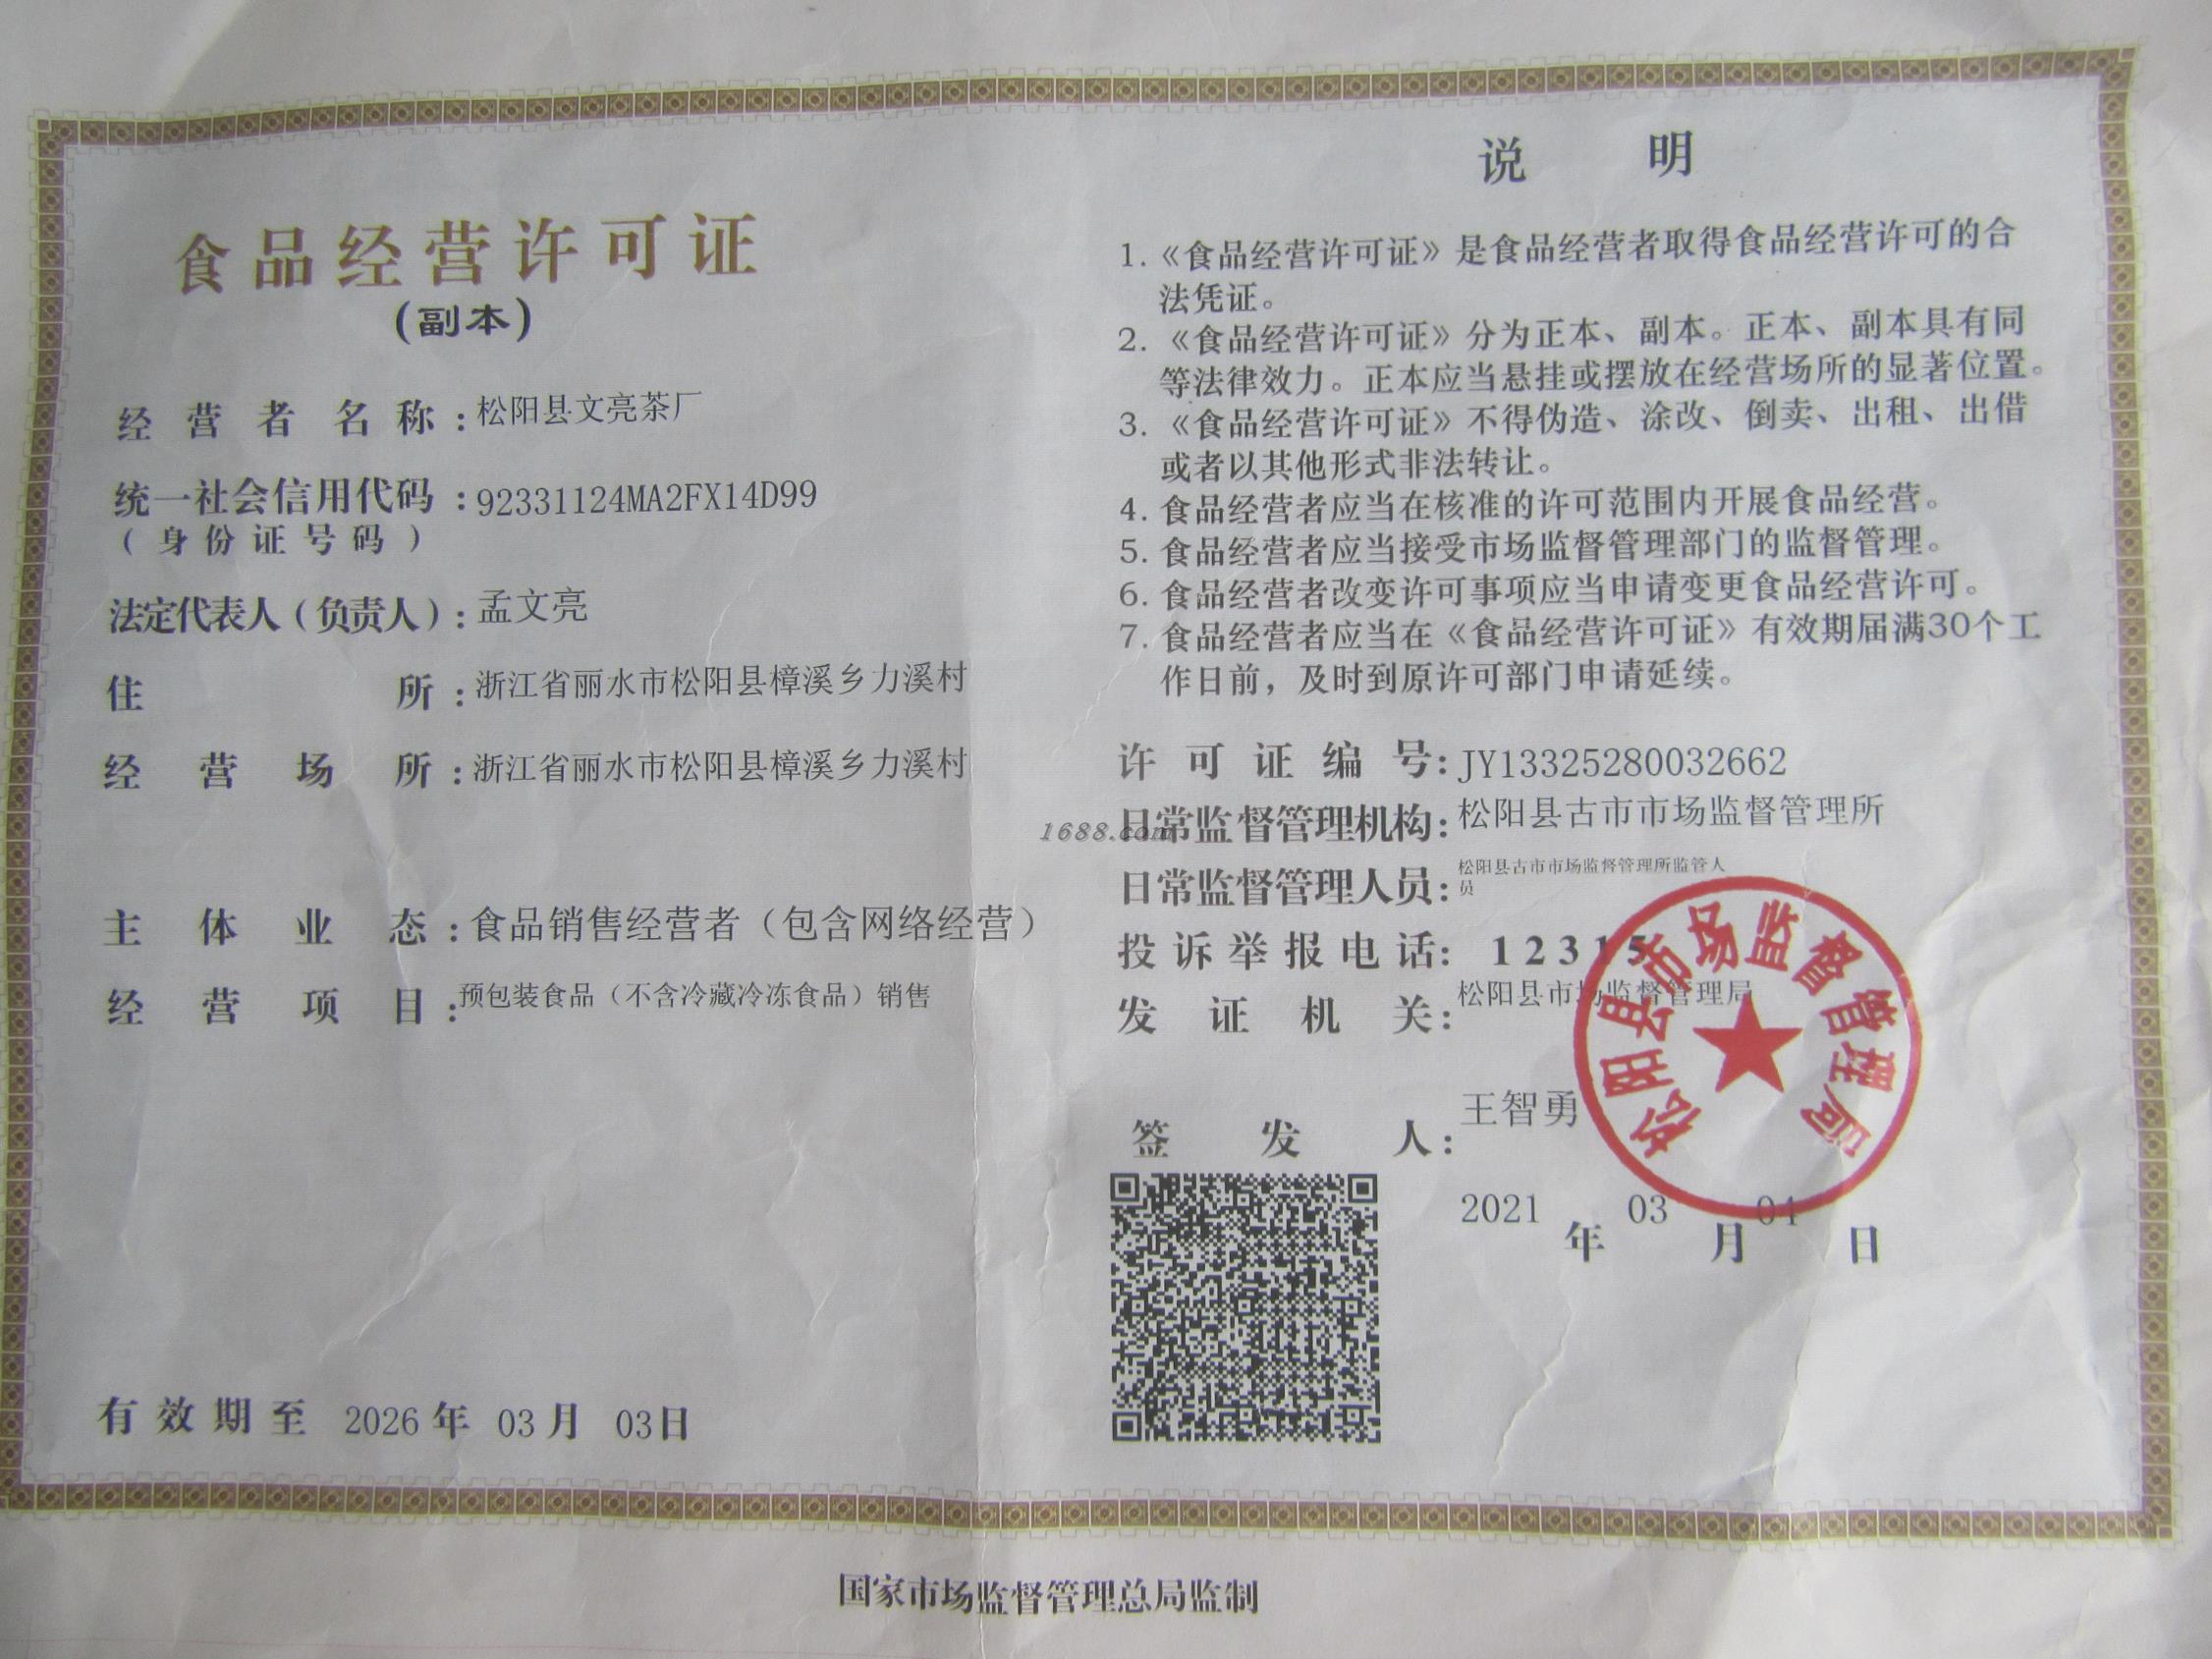 食品经营许可证
(副本)
经营者名称：松阳县文亮茶厂
统一社会信用代码：92331124MA2FX14D99
（身份证号码）
法定代表人（负责人）：孟文亮
住所：浙江省丽水市松阳县樟溪乡力溪村
经营场所：浙江省丽水市松阳县樟溪乡力溪村
主体业态：食品销售经营者（包含网络经营）
经营项目：预包装食品（不含冷藏冷冻食品）销售
有效期至 2026年 03月 03日
说明
1.《食品经营许可证》是食品经营者取得食品经营许可的合
法凭证。
2.《食品经营许可证》分为正本、副本。正本、副本具有同
等法律效力。正本应当悬挂或摆放在经营场所的显著位置。
3.《食品经营许可证》不得伪造、涂改、倒卖、出租、出借
或者以其他形式非法转让。
4.食品经营者应当在核准的许可范围内开展食品经营。
5.食品经营者应当接受市场监督管理部门的监督管理。
6.食品经营者改变许可事项应当申请变更食品经营许可。
7.食品经营者应当在《食品经营许可证》有效期届满30个工
作日前，及时到原许可部门申请延续。
许可证编号：JY13325280032662
日常监督管理机构：松阳县古市市场监督管理所
1688.com
日常监督管理人员：松阳县古市市场监督管理所监管人
员
投诉举报电话：12315
发证机关：松阳县市场监督管理局
松阳县市场监督管理局
签发人：王智勇
2021年03月04日
国家市场监督管理总局监制